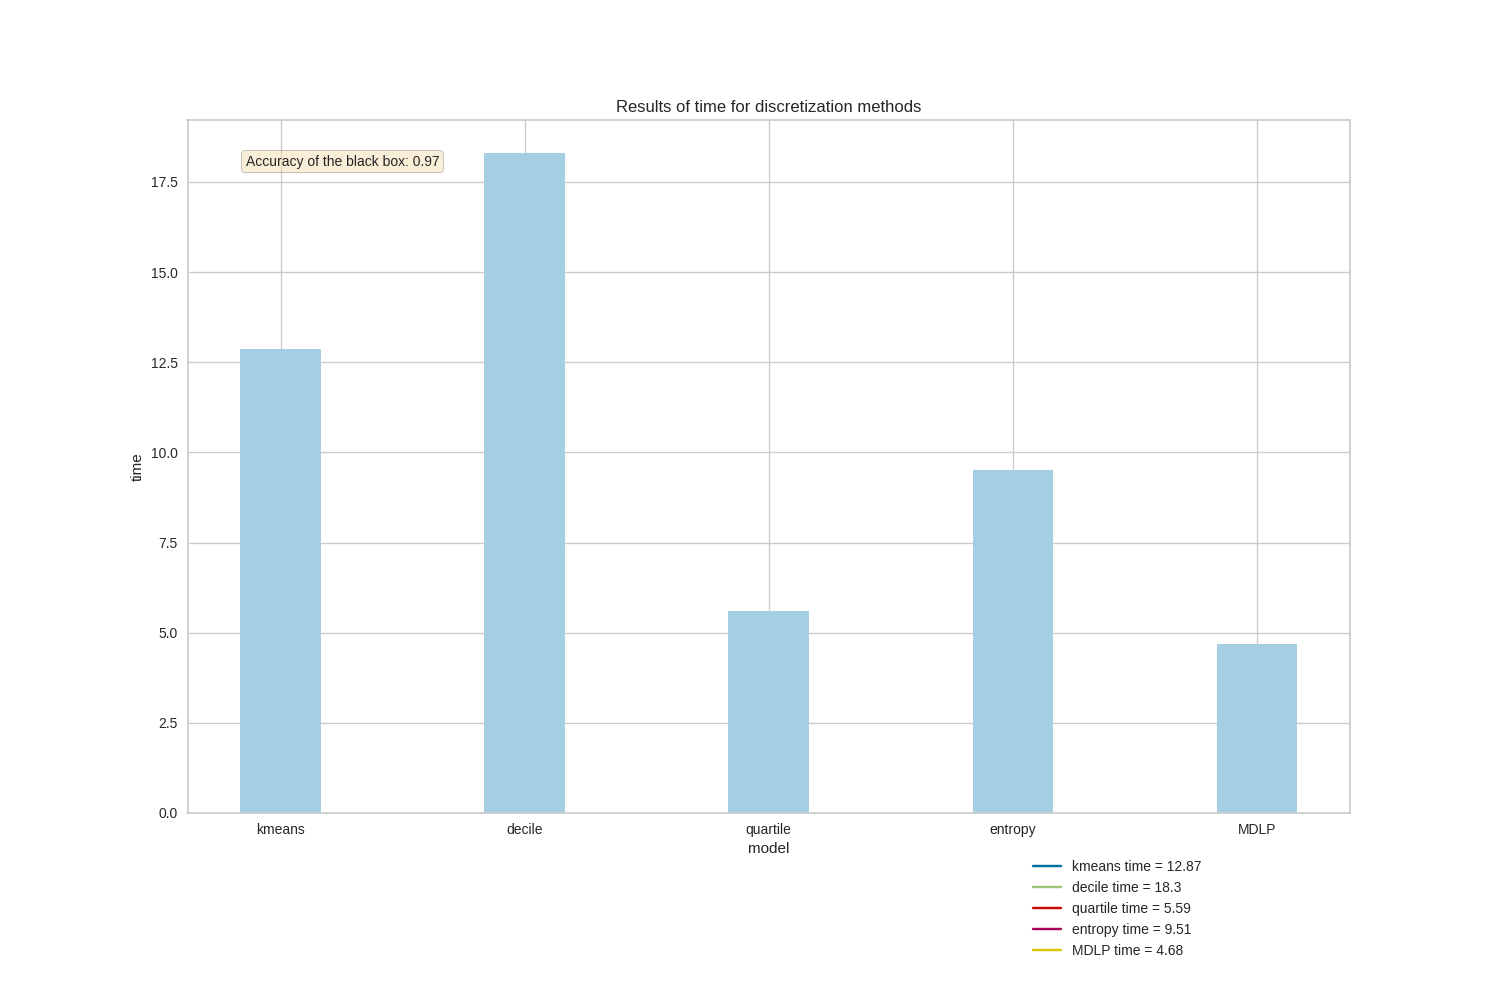 Results of time for discretization methods
Accuracy of the black box: 0.97
17.5
15.0
12.5
10.0
7.5
5.0
2.5
0.0
time
kmeans decile quartile entropy MDLP
model
kmeans time = 12.87
decile time = 18.3
quartile time = 5.59
entropy time = 9.51
MDLP time = 4.68